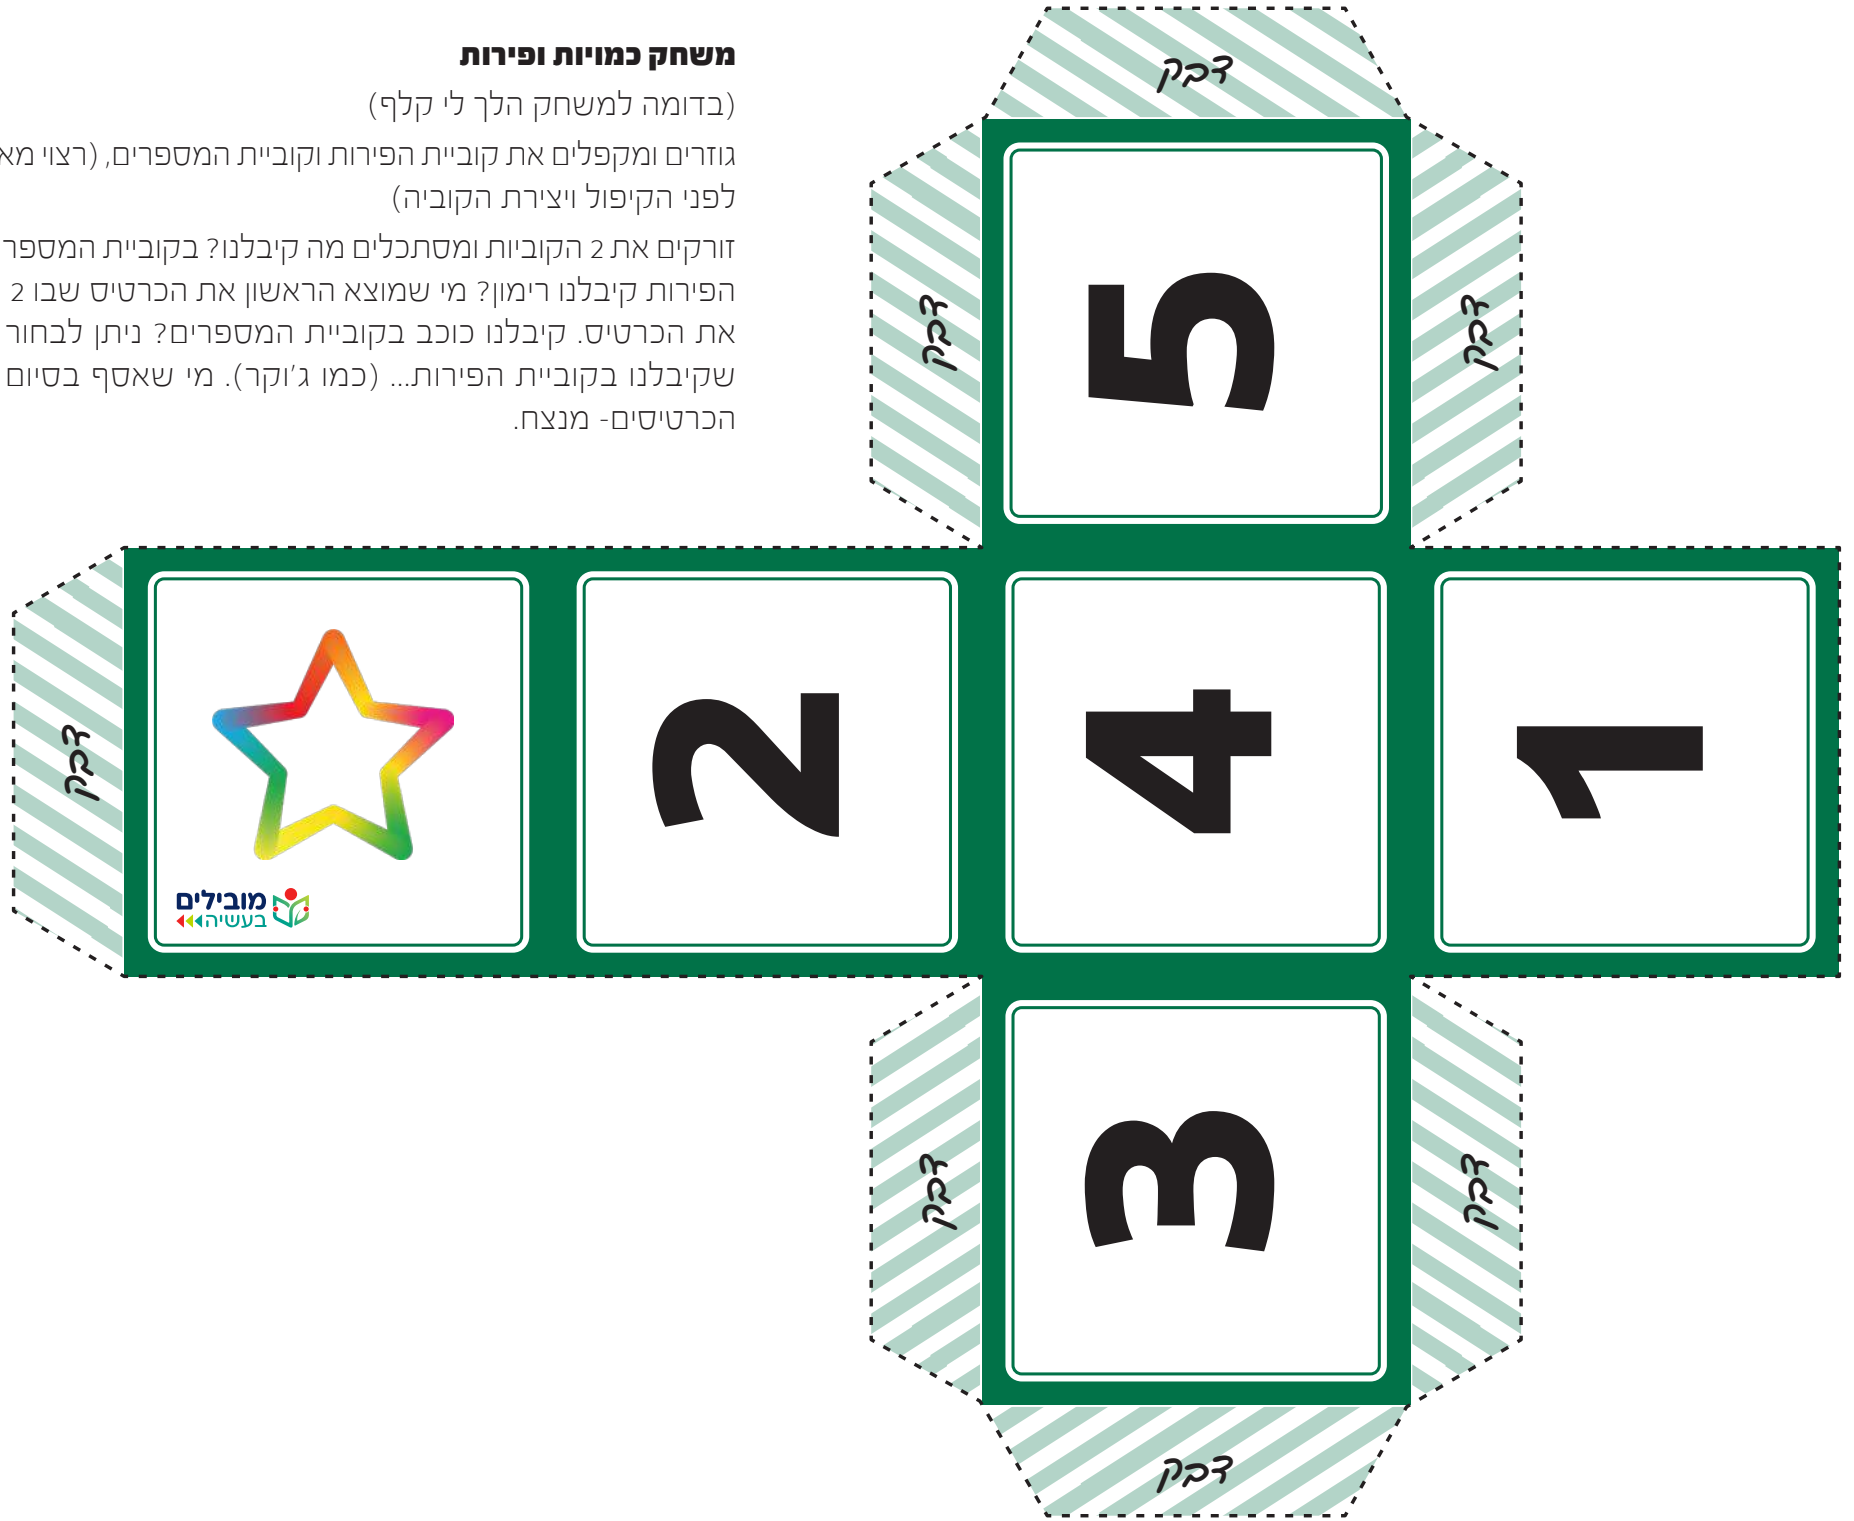 משחק כמויות ופירות
(בדומה למשחק הלך לי קלף)
גוזרים ומקפלים את קוביית הפירות וקוביית המספרים, (רצוי
לפני הקיפול ויצירת הקוביה)
זורקים את 2 הקוביות ומסתכלים מה קיבלנו? בקוביית המספר
הפירות קיבלנו רימון? מי שמוצא הראשון את הכרטיס שבו 2
את הכרטיס. קיבלנו כוכב בקוביית המספרים? ניתן לבחור
שקיבלנו בקוביית הפירות... (כמו ג'וקר). מי שאסף בסיום
הכרטיסים- מנצח.
דבק
דבק
5
דבק
דבק
מובילים
בעשיה
2
4
1
דבק
3
דבק
דבק